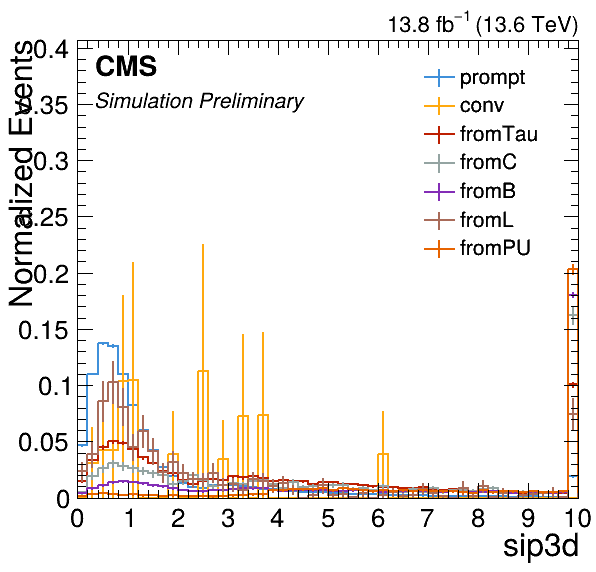 13.8 fb⁻¹ (13.6 TeV)
CMS
Simulation Preliminary
prompt
conv
fromTau
fromC
fromB
fromL
fromPU
Normalized Events
0.4
0.35
0.3
0.25
0.2
0.15
0.1
0.05
0
0 1 2 3 4 5 6 7 8 9 10
sip3d